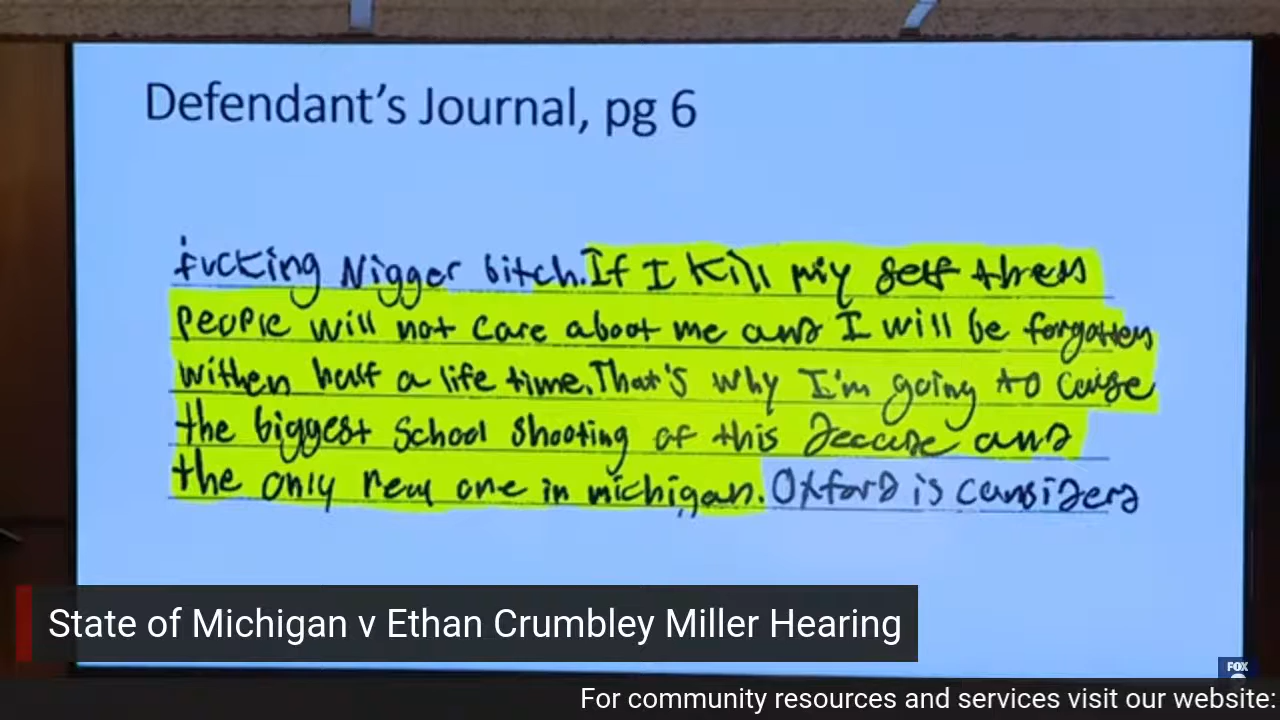 Defendant's Journal, pg 6
fucking Nigger bitch. If I kill my self thes
people will not care about me and I will be forgotten
withen half a life time. That's why I'm going to cause
the biggest School shooting of this Decade and
the only real one in michigan. Oxford is considerd
State of Michigan v Ethan Crumbley Miller Hearing
FOX
For community resources and services visit our website: